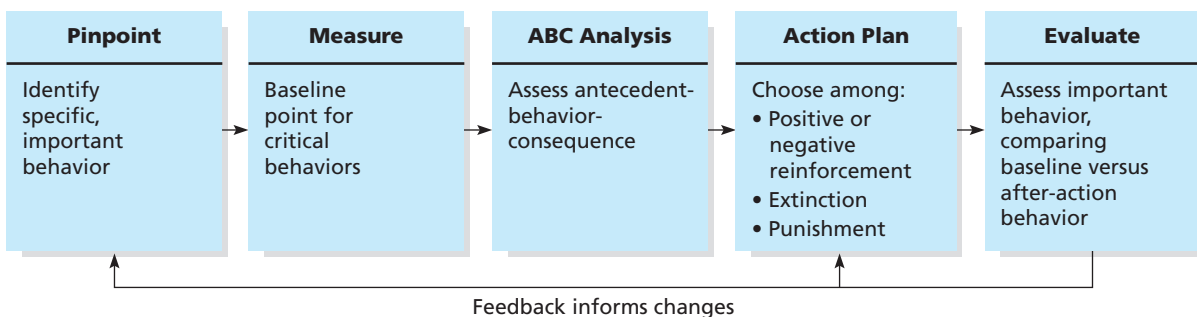 Pinpoint
Identify
specific,
important
behavior
Measure
Baseline
point for
critical
behaviors
ABC Analysis
Assess antecedent-
behavior-
consequence
Action Plan
Choose among:
• Positive or
negative
reinforcement
• Extinction
• Punishment
Evaluate
Assess important
behavior,
comparing
baseline versus
after-action
behavior
Feedback informs changes